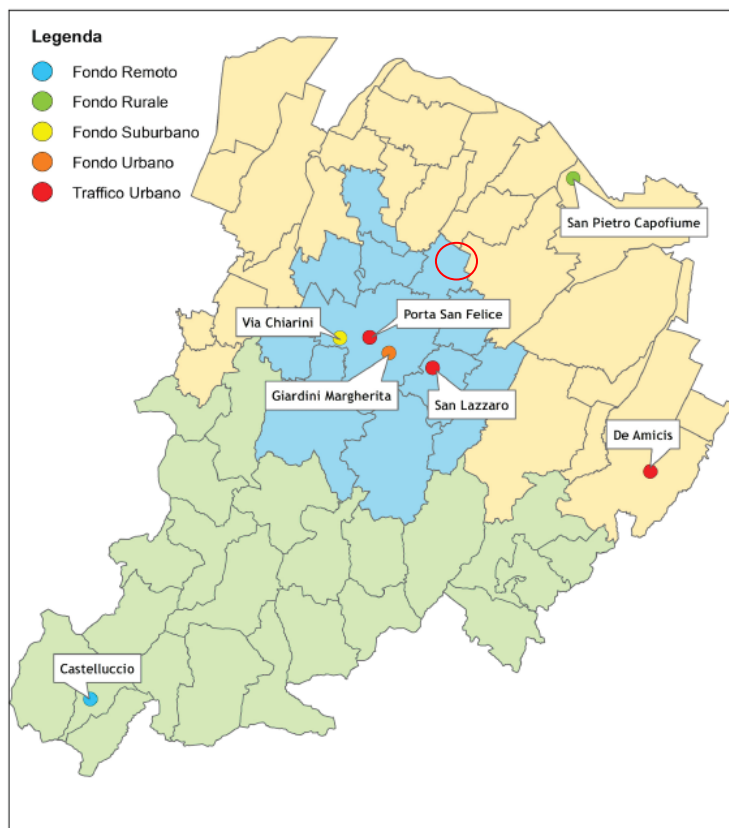 Legenda
Fondo Remoto
Fondo Rurale
Fondo Suburbano
Fondo Urbano
Traffico Urbano
San Pietro Capofiume
Via Chiarini
Porta San Felice
Giardini Margherita
San Lazzaro
De Amicis
Castelluccio